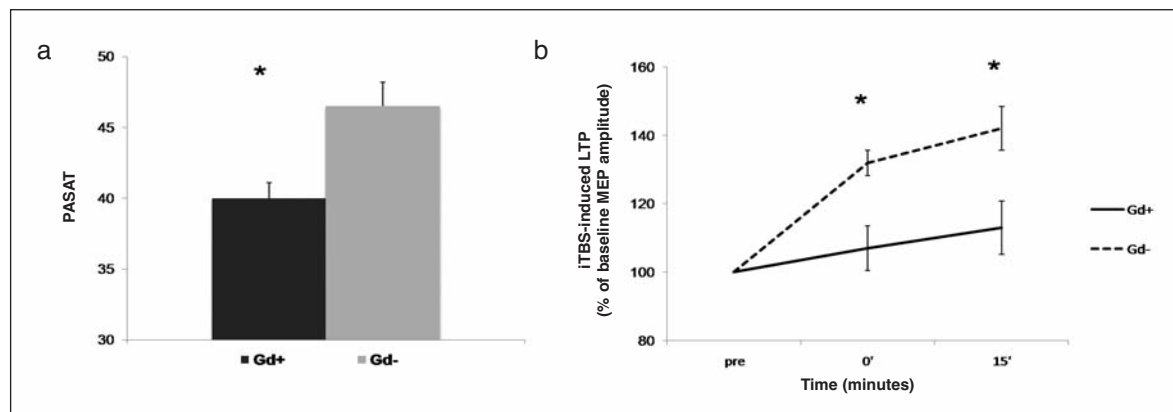 a
50
45
40
35
30
PASAT
*
Gd+ Gd-
b
160
140
120
100
80
iTBS-induced LTP
(% of baseline MEP amplitude)
* *
pre 0' 15'
Time (minutes)
Gd+
Gd-